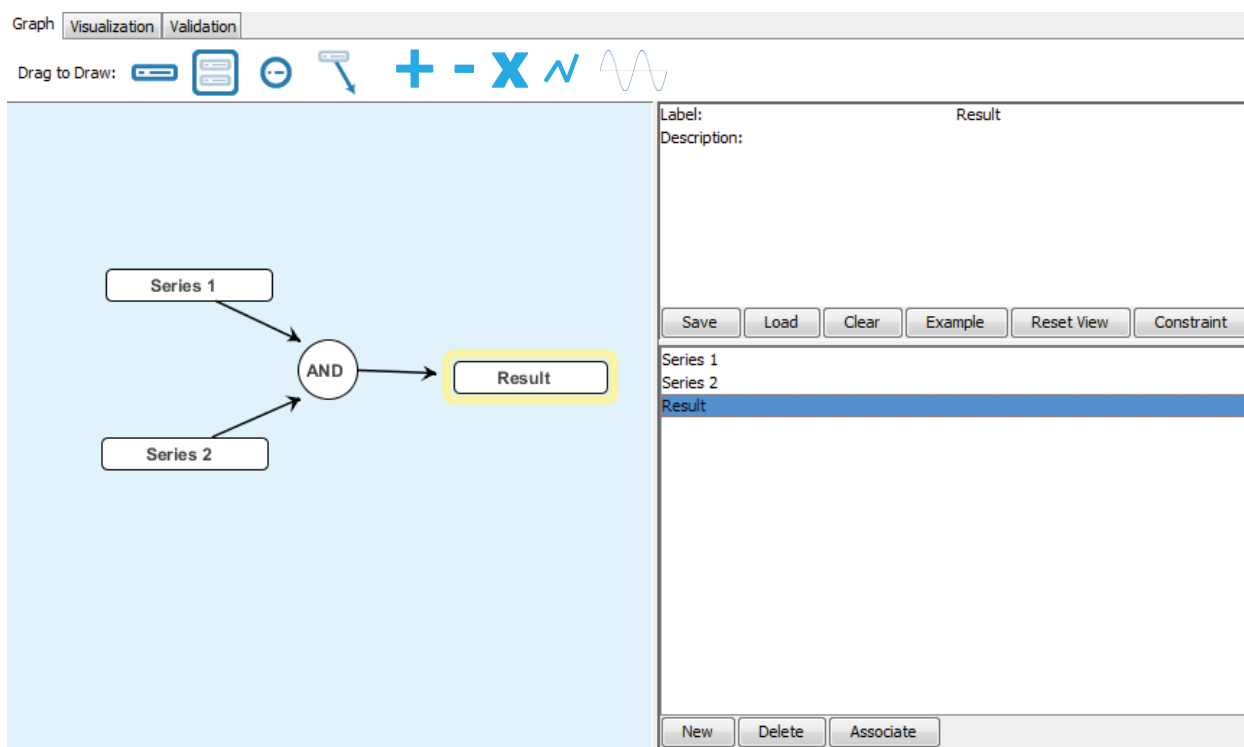 Graph Visualization Validation
Drag to Draw:
Label: Result
Description:
Series 1
AND
Result
Series 2
Save Load Clear Example Reset View Constraint
Series 1
Series 2
Result
New Delete Associate